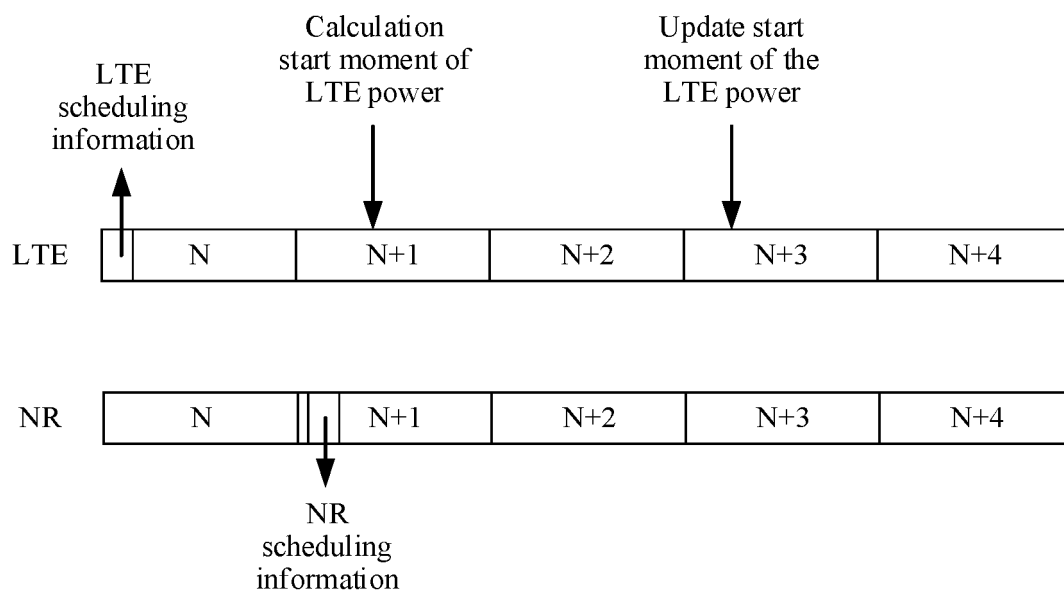 Calculation
start moment of
LTE power
Update start
moment of the
LTE power
LTE
scheduling
information
LTE
N
N+1
N+2
N+3
N+4
NR
N
N+1
N+2
N+3
N+4
NR
scheduling
information